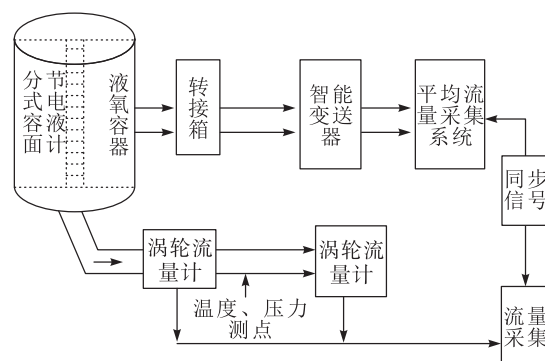 分节
式电
容液
面计
液
氧
容
器
转
接
箱
智能
变送
器
平均流
量采集
系统
同步
信号
涡轮流
量计
涡轮流
量计
温度、压力
测点
流量
采集